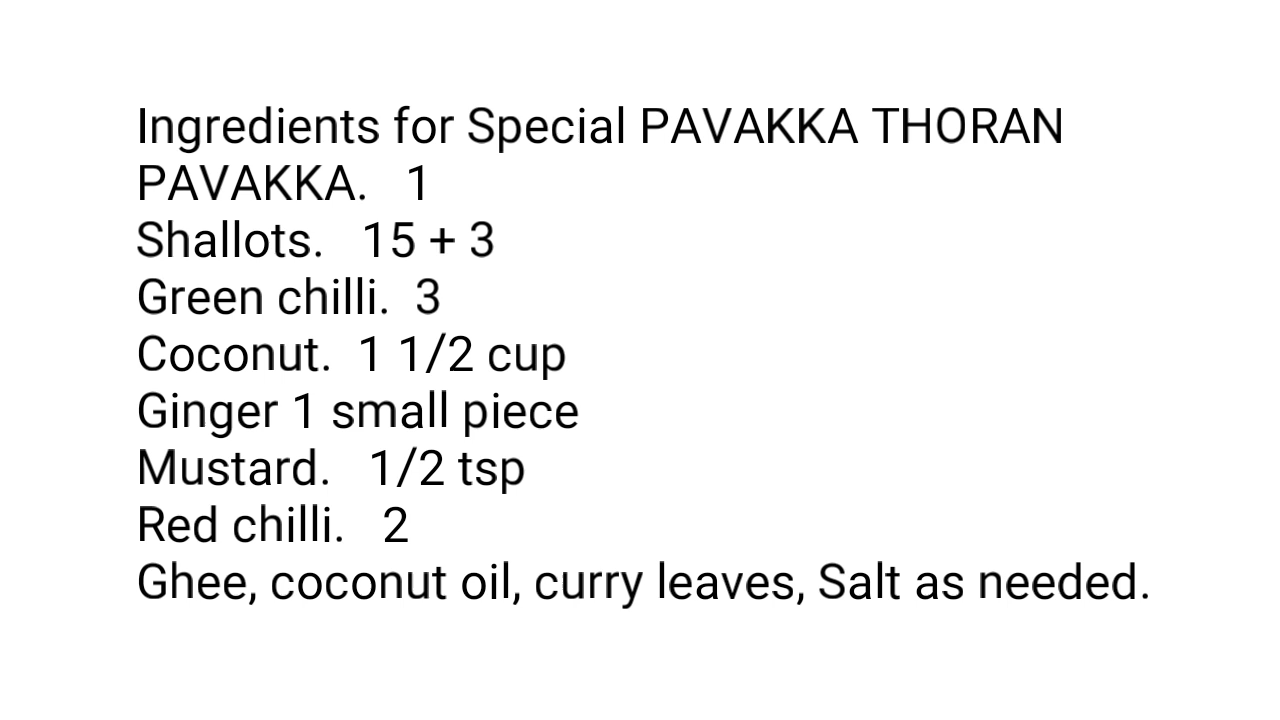 Ingredients for Special PAVAKKA THORAN
PAVAKKA.   1
Shallots.   15 + 3
Green chilli.  3
Coconut.  1 1/2 cup
Ginger 1 small piece
Mustard.   1/2 tsp
Red chilli.   2
Ghee, coconut oil, curry leaves, Salt as needed.